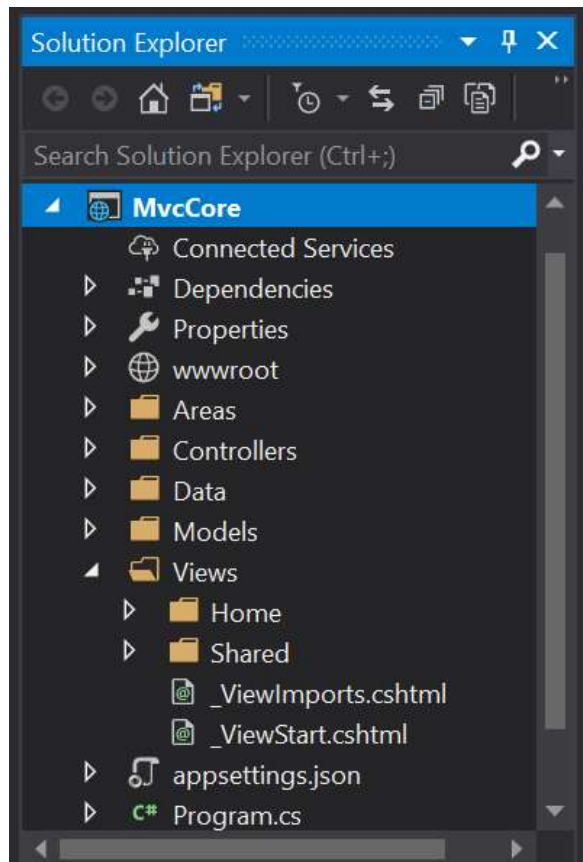 Solution Explorer
Search Solution Explorer (Ctrl+;)
MvcCore
Connected Services
Dependencies
Properties
wwwroot
Areas
Controllers
Data
Models
Views
Home
Shared
_ViewImports.cshtml
_ViewStart.cshtml
appsettings.json
C# Program.cs